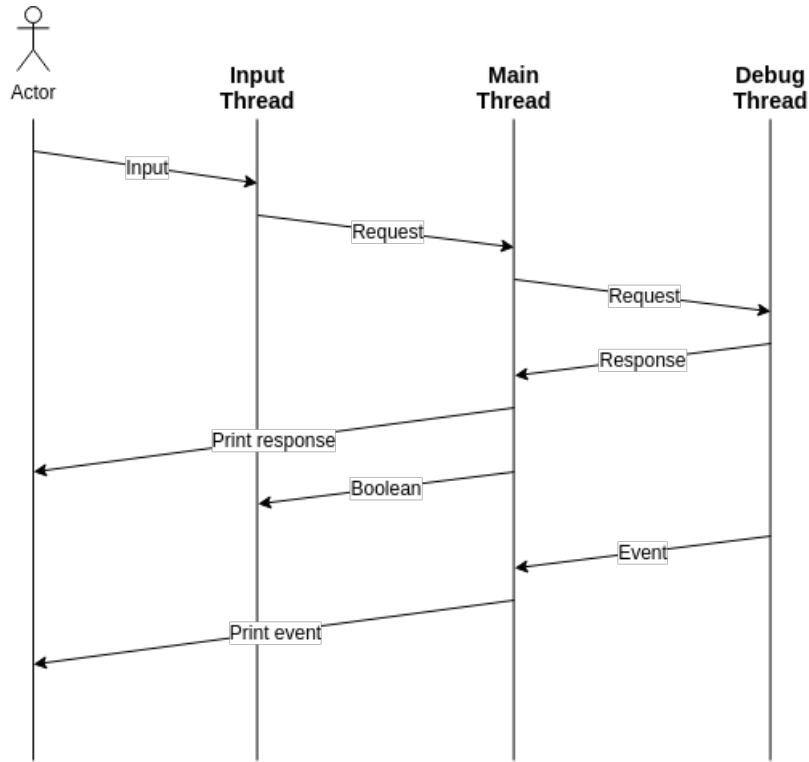 Actor
Input
Thread
Main
Thread
Debug
Thread
Input
Request
Request
Response
Print response
Boolean
Event
Print event